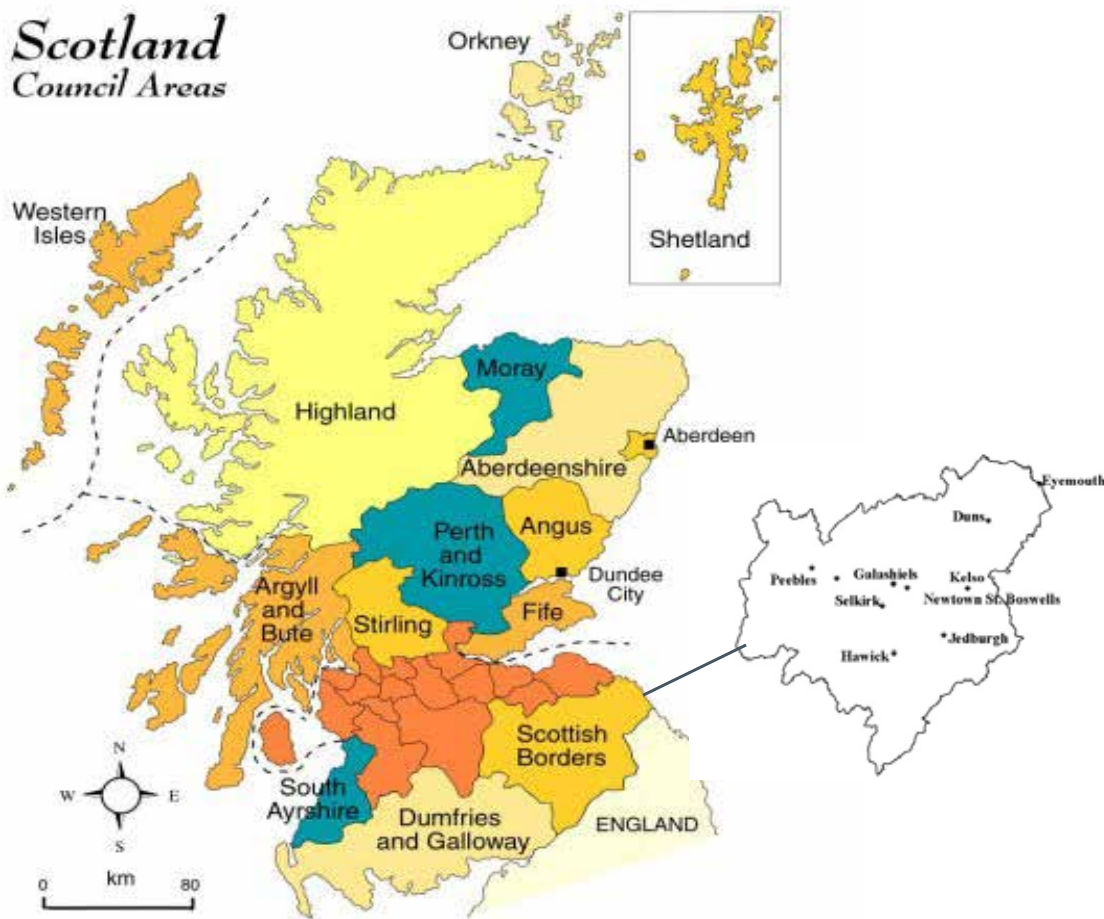 Scotland
Council Areas
Orkney
Western
Isles
Shetland
Moray
Highland
Aberdeen
Aberdeenshire
Angus
Perth
and
Kinross
Dundee
City
Argyll
and
Bute
Stirling
Fife
Scottish
Borders
South
Ayrshire
Dumfries
and Galloway
ENGLAND
N
W
E
S
km
0
80
Eyemouth
Duns
Peebles
Galashiels
Kelso
Selkirk
Newtown St. Boswells
Jedburgh
Hawick